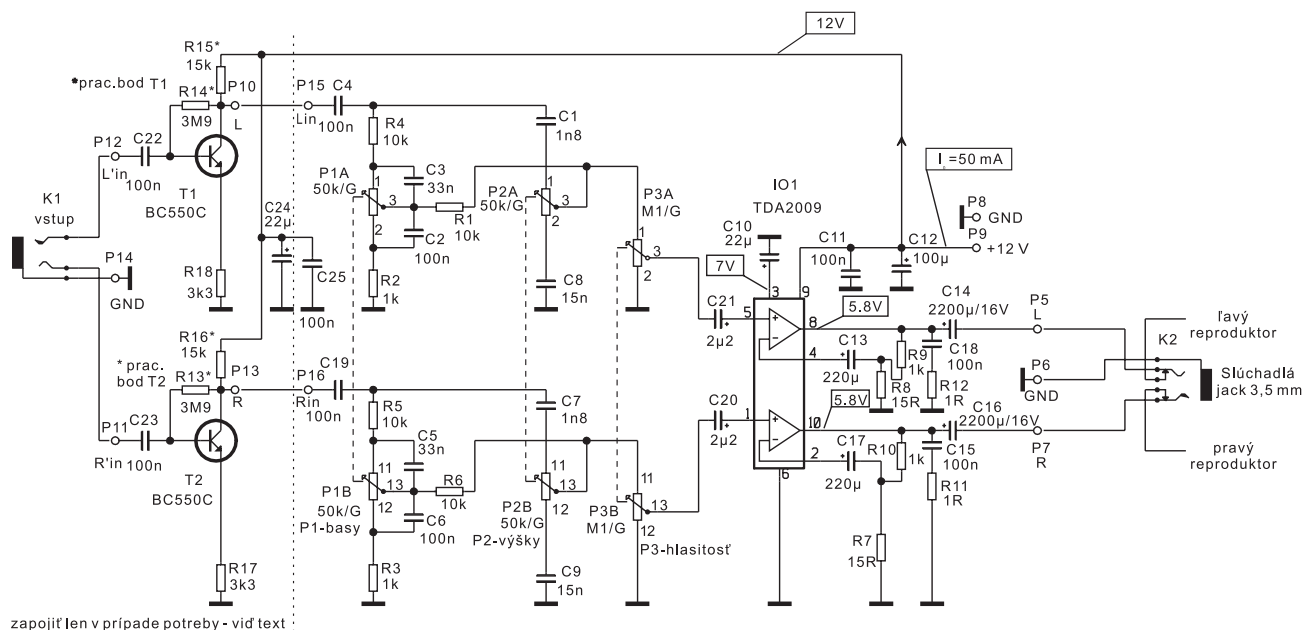 12V
R15*
15k
*prac.bod T1
R14*
3M9
P10
L
P15
Lin
C4
100n
P12
L'in
C22
100n
T1
BC550C
K1
vstup
P14
GND
R18
3k3
C24
22µ
C25
100n
R4
10k
P1A
50k/G
1
3
2
C3
33n
C2
100n
R1
10k
R2
1k
C1
1n8
P2A
50k/G
1
3
2
C8
15n
P3A
M1/G
1
3
2
IO1
TDA2009
C10
22µ
7V
3
9
C11
100n
C12
100µ
I =50 mA
P8
GND
P9
+12 V
C21
2µ2
5
8
5.8V
4
C13
220µ
R8
15R
R9
1k
C18
100n
R12
1R
C14
2200µ/16V
P5
L
P6
GND
K2
ľavý
reproduktor
Slúchadlá
jack 3,5 mm
pravý
reproduktor
R16*
15k
* prac.
bod T2
R13*
3M9
P13
R
P16
Rin
C19
100n
P11
R'in
C23
100n
T2
BC550C
R17
3k3
R5
10k
P1B
50k/G
P1-basy
11
13
12
C5
33n
C6
100n
R6
10k
R3
1k
C7
1n8
P2B
50k/G
P2-výšky
11
13
12
C9
15n
P3B
M1/G
11
13
12
P3-hlasitosť
C20
2µ2
1
10
5.8V
2
6
C17
220µ
R10
1k
C15
100n
R11
1R
R7
15R
C16
2200µ/16V
P7
R
zapojiť len v prípade potreby - viď text